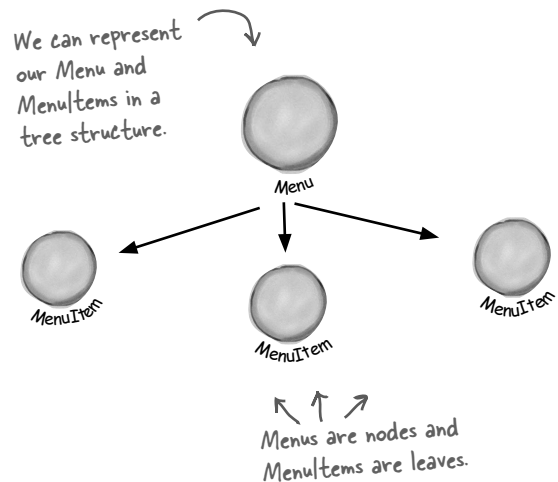 We can represent
our Menu and
MenuItems in a
tree structure.
Menu
MenuItem
MenuItem
MenuItem
Menus are nodes and
MenuItems are leaves.